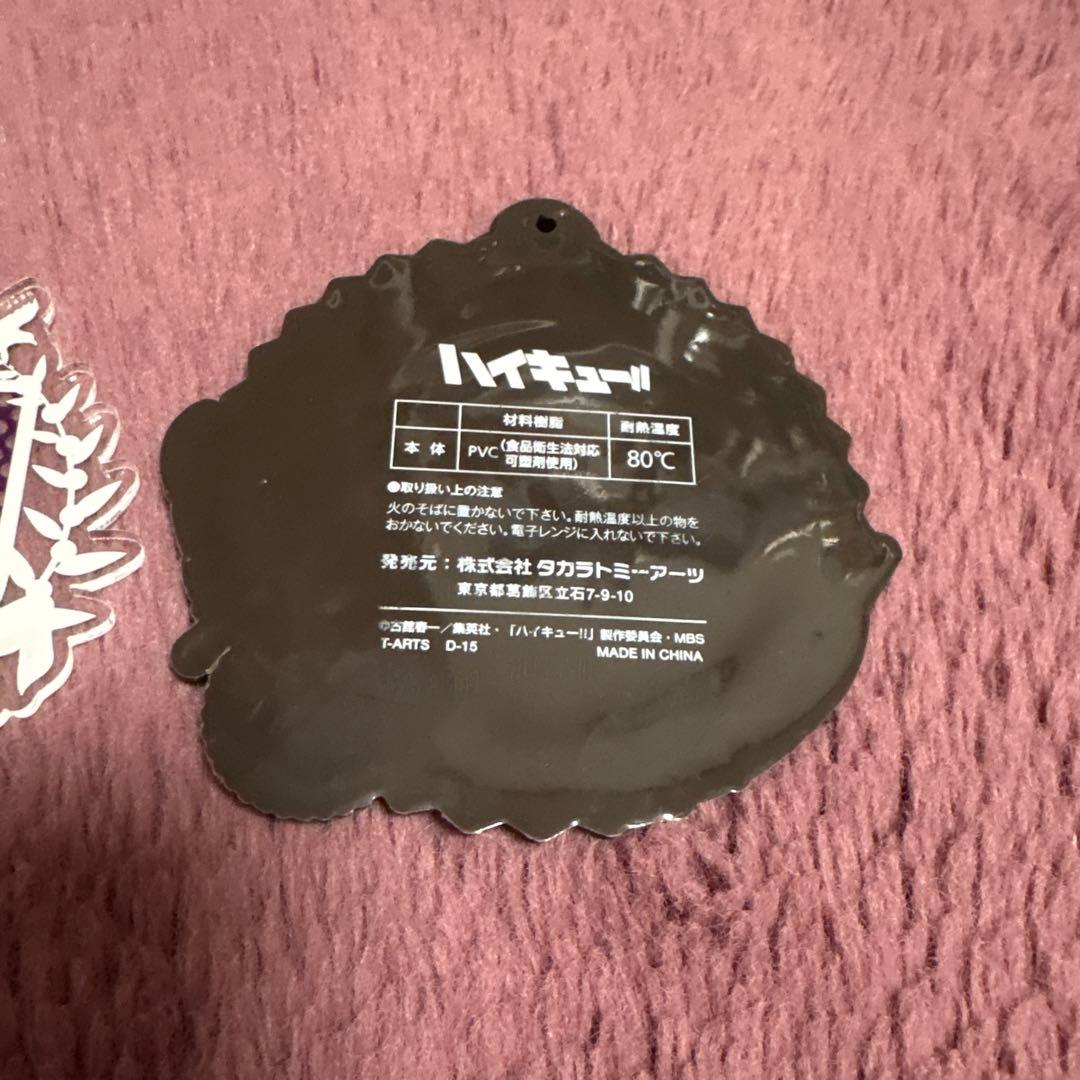 ハイキュー!!
材料樹脂 耐熱温度
本体 PVC(食品衛生法対応可塑剤使用) 80℃
●取り扱い上の注意
火のそばに置かないで下さい。耐熱温度以上の物を
おかないでください。電子レンジに入れないで下さい。
発売元：株式会社タカラトミーアーツ
東京都葛飾区立石7-9-10
©古舘春一／集英社・「ハイキュー!!」製作委員会・MBS
T-ARTS D-15 MADE IN CHINA